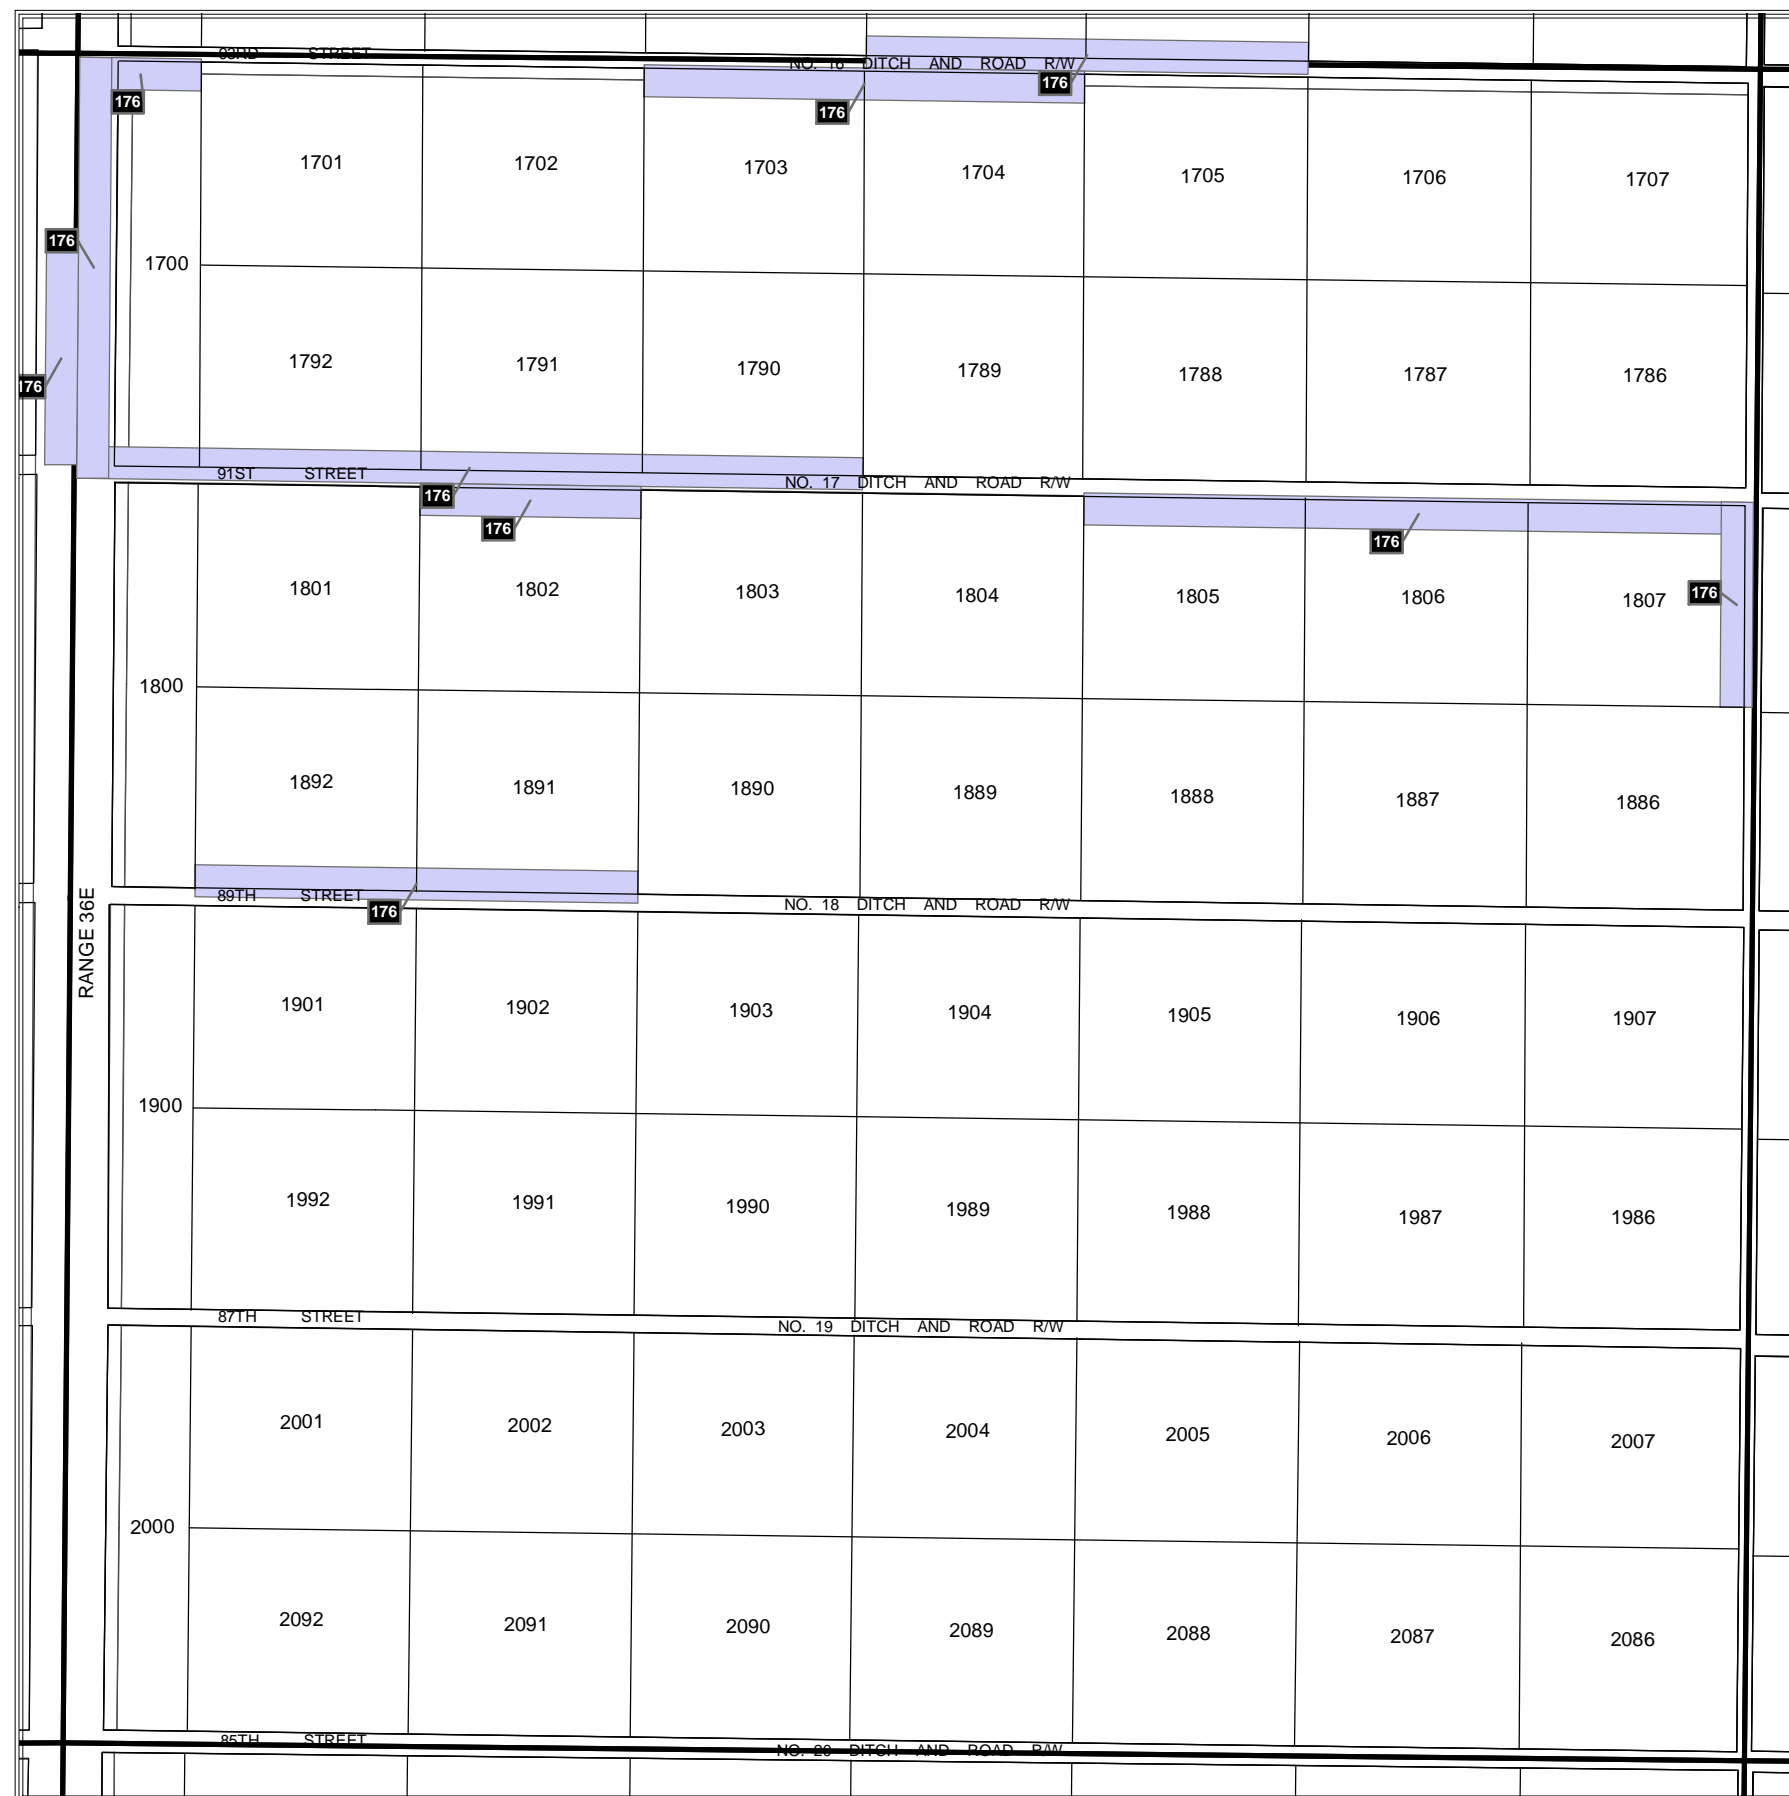 93RD STREET
NO. 16 DITCH AND ROAD R/W
176
176
176
1701 1702 1703 1704 1705 1706 1707
176
1700
1792 1791 1790 1789 1788 1787 1786
176
91ST STREET
NO. 17 DITCH AND ROAD R/W
176
176
176
1801 1802 1803 1804 1805 1806 1807
176
1800
1892 1891 1890 1889 1888 1887 1886
89TH STREET
NO. 18 DITCH AND ROAD R/W
176
RANGE 36E
1901 1902 1903 1904 1905 1906 1907
1900
1992 1991 1990 1989 1988 1987 1986
87TH STREET
NO. 19 DITCH AND ROAD R/W
2001 2002 2003 2004 2005 2006 2007
2000
2092 2091 2090 2089 2088 2087 2086
85TH STREET
NO. 20 DITCH AND ROAD R/W